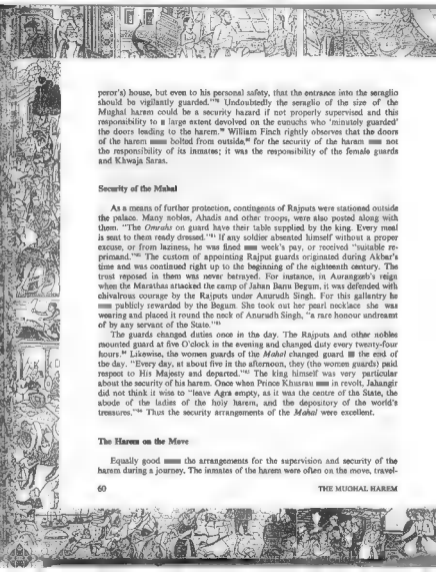 peror's) house, but even to his personal safety, that the entrance into the seraglio
should be vigilantly guarded."
Undoubtedly the seraglio of the size of the
Mughal harem could be a security hazard if not properly supervised and this
responsibility to a large extent devolved on the eunuchs who 'minutely guarded'
the doors leading to the harem. William Finch rightly observes that the doors
of the harem bolted from outside, for the security of the harem not
the responsibility of its inmates; it was the responsibility of the female guards
and Khwaja Saras.
Security of the Mahal
As a means of further protection, contingents of Rajputs were stationed outside
the palace. Many nobles, Ahadis and other troops, were also posted along with
them. "The Omrahs on guard have their table supplied by the king. Every meal
is sent to them ready dressed." If any soldier absented himself without a proper
excuse, or from laziness, he was fined week's pay, or received "suitable re-
primand." The custom of appointing Rajput guards originated during Akbar's
time and was continued right up to the beginning of the eighteenth century. The
trust reposed in them was never betrayed. For instance, in Aurangzeb's reign
when the Marathas attacked the camp of Jahan Banu Begum, it was defended with
chivalrous courage by the Rajputs under Anurudh Singh. For this gallantry he
publicly rewarded by the Begum. She took out her pearl necklace she was
wearing and placed it round the neck of Anurudh Singh, "a rare honour undreamt
of by any servant of the State."
The guards changed duties once in the day. The Rajputs and other nobles
mounted guard at five O'clock in the evening and changed duty every twenty-four
hours. Likewise, the women guards of the Mahal changed guard the end of
the day. "Every day, at about five in the afternoon, they (the women guards) paid
respect to His Majesty and departed." The king himself was very particular
about the security of his harem. Once when Prince Khusrau in revolt, Jahangir
did not think it wise to "leave Agra empty, as it was the centre of the State, the
abode of the ladies of the holy harem, and the depository of the world's
treasures." Thus the security arrangements of the Mahal were excellent.
The Harem on the Move
Equally good the arrangements for the supervision and security of the
harem during a journey. The inmates of the harem were often on the move, travel-
60 THE MUGHAL HAREM